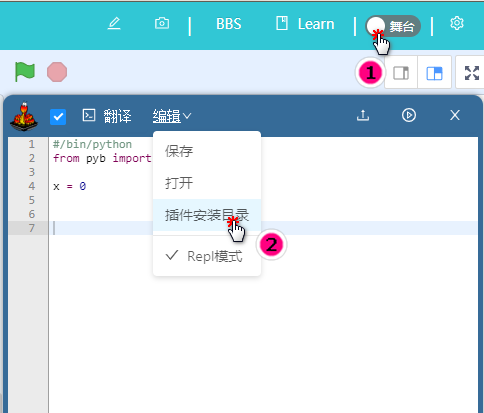 BBS
Learn
舞台
1
翻译
编辑
1 #/bin/python
2 from pyb import
3
4 x = 0
5
6
7
保存
打开
插件安装目录
2
Repl模式